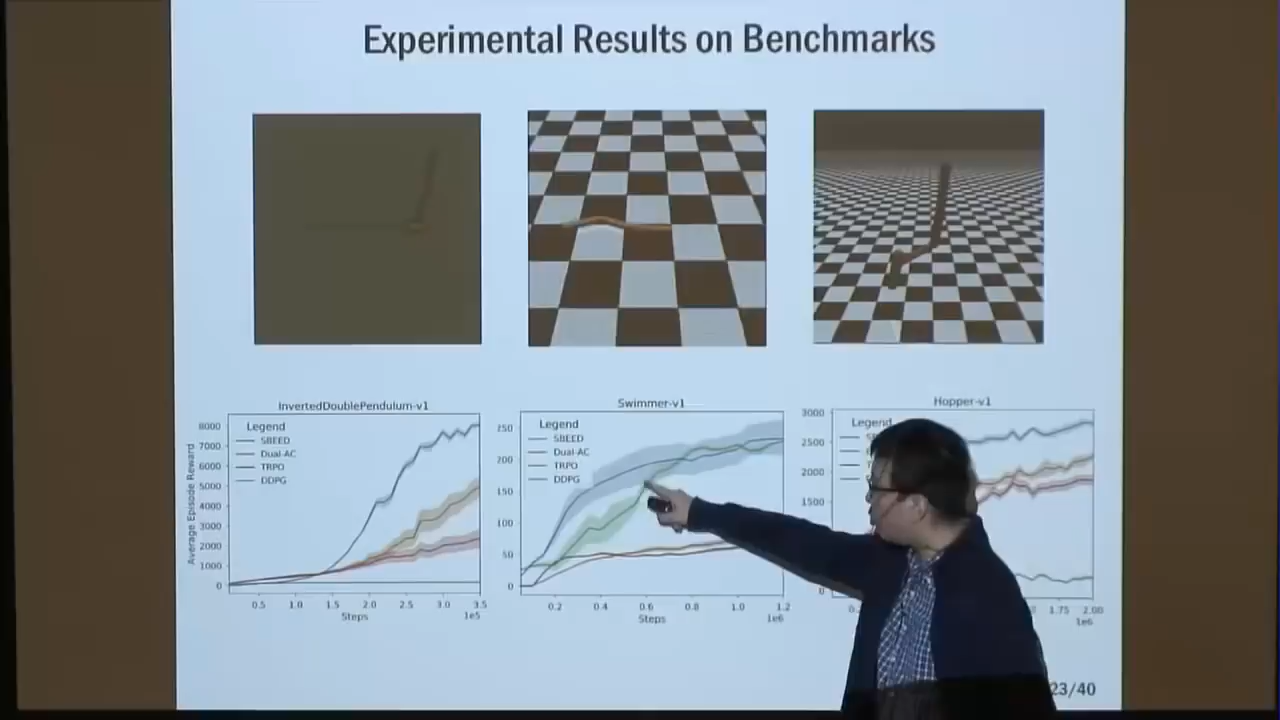 Experimental Results on Benchmarks
InvertedDoublePendulum-v1
Average Episode Reward
8000
7000
6000
5000
4000
3000
2000
1000
0
Legend
SBEED
Dual-AC
TRPO
DDPG
0.5 1.0 1.5 2.0 2.5 3.0 3.5
Steps 1e5
Swimmer-v1
250
200
150
100
50
0
Legend
SBEED
Dual-AC
TRPO
DDPG
0.2 0.4 0.6 0.8 1.0 1.2
Steps 1e6
Hopper-v1
3000
2500
2000
1500
0
Legend
1.75 2.00
1e6
23/40